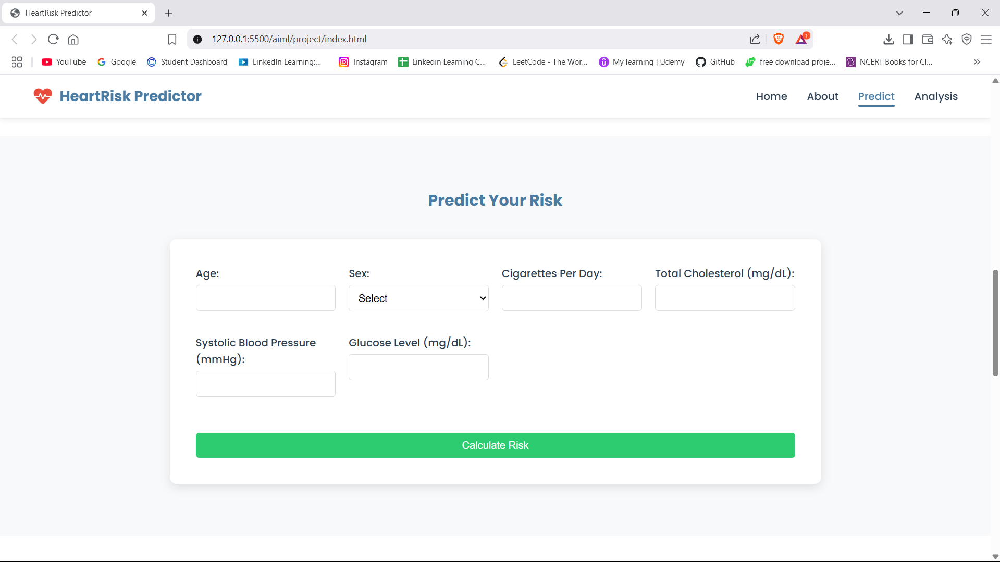 HeartRisk Predictor
127.0.0.1:5500/aiml/project/index.html
1
YouTube Google Student Dashboard LinkedIn Learning:... Instagram Linkedin Learning C... LeetCode - The Wor... My learning | Udemy GitHub free download proje... NCERT Books for Cl...
HeartRisk Predictor Home About Predict Analysis
Predict Your Risk
Age: Sex: Cigarettes Per Day: Total Cholesterol (mg/dL):
Select
Systolic Blood Pressure
(mmHg):
Glucose Level (mg/dL):
Calculate Risk